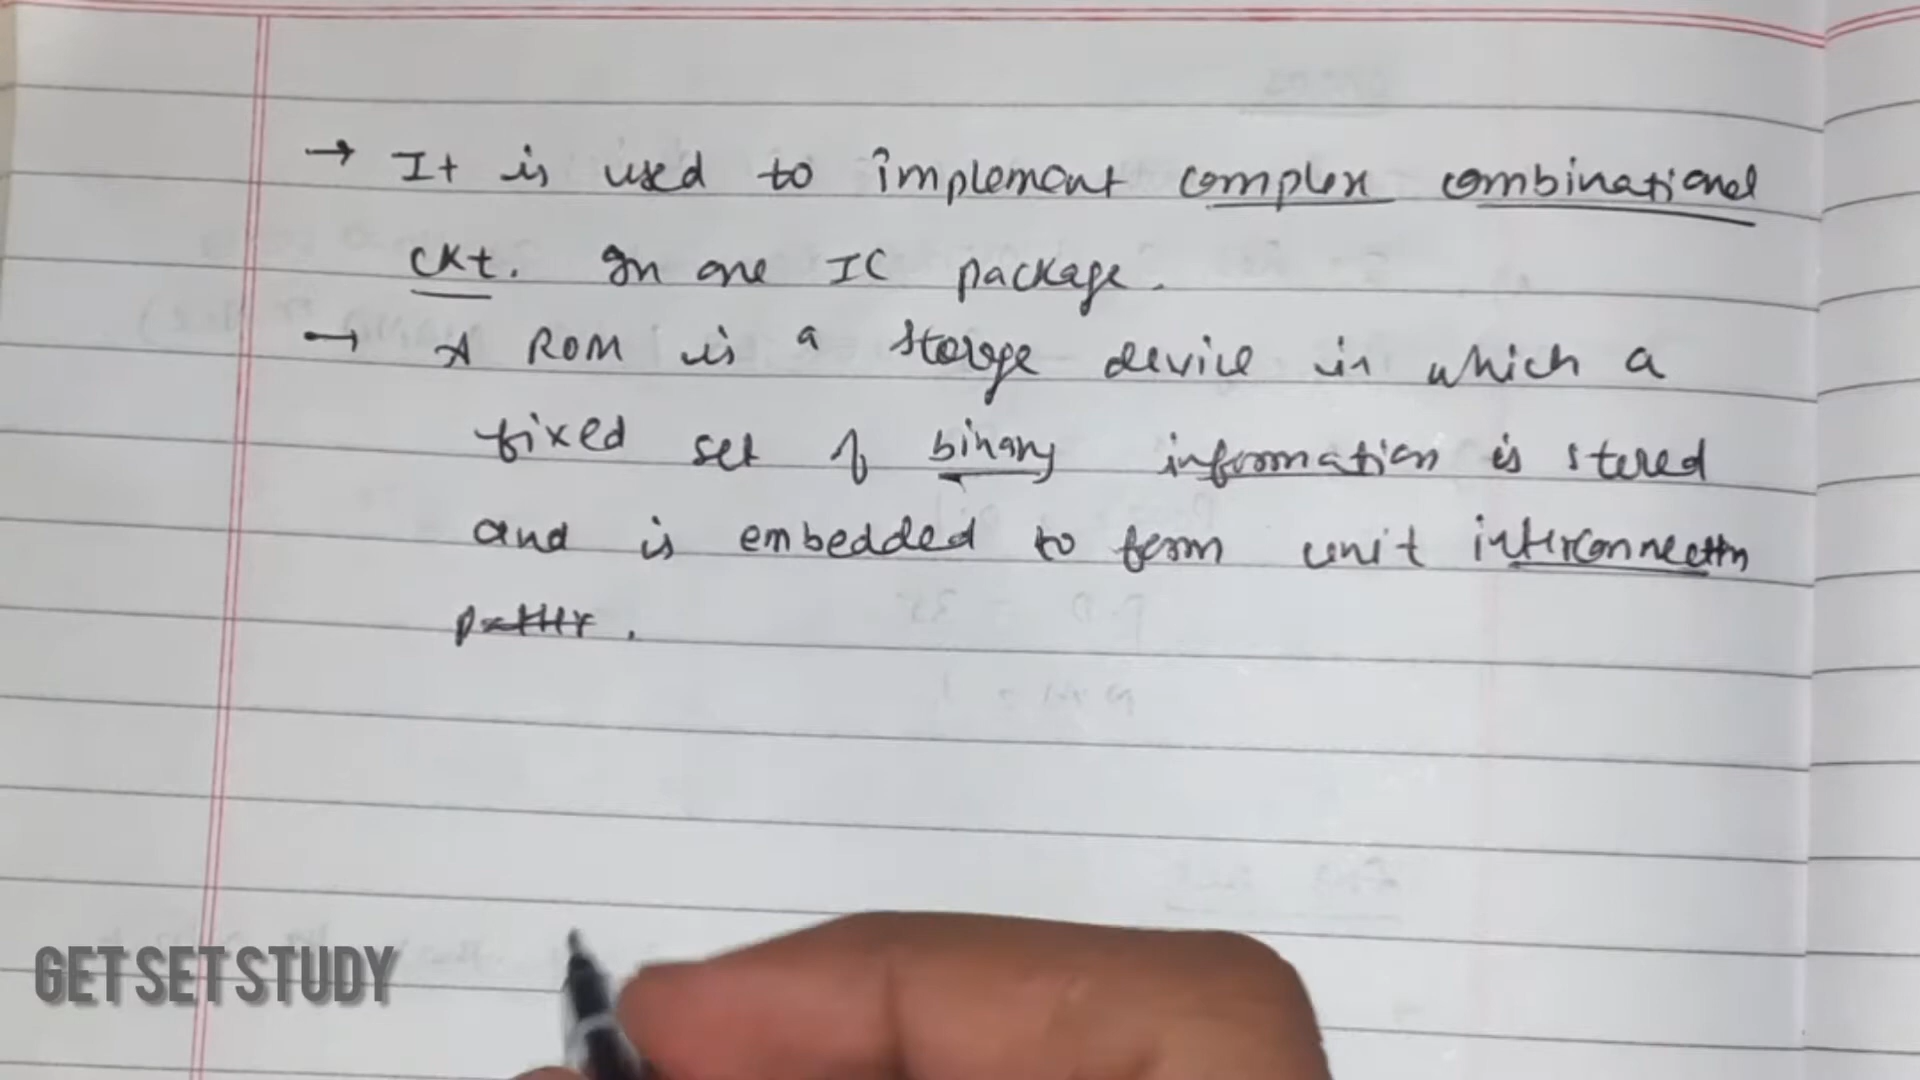 → It is used to implement complex combinational
ckt. In one IC package.
→ A ROM is a storage device in which a
fixed set of binary information is stored
and is embedded to form unit interconnectn
GET SET STUDY